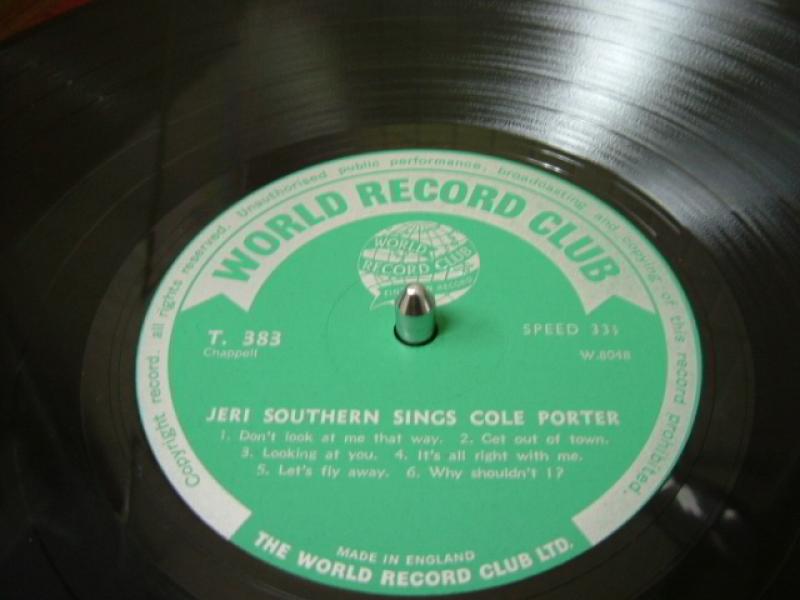 Copyright record. all rights reserved. Unauthorised public performance, broadcasting and copying of this record prohibited.
WORLD RECORD CLUB
WORLD
RECORD CLUB
RECORD
T. 383
SPEED 33⅓
Chappell
W.8048
JERI SOUTHERN SINGS COLE PORTER
1. Don't look at me that way. 2. Get out of town.
3. Looking at you. 4. It's all right with me.
5. Let's fly away. 6. Why shouldn't I?
MADE IN ENGLAND
THE WORLD RECORD CLUB LTD.